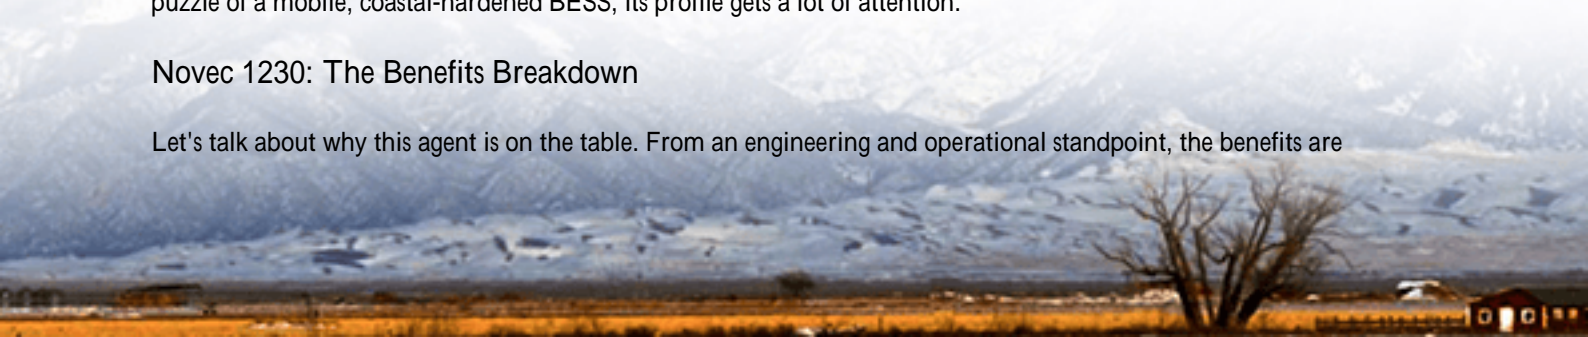 puzzle of a mobile, coastal-hardened BESS, its profile gets a lot of attention.
Novec 1230: The Benefits Breakdown
Let's talk about why this agent is on the table. From an engineering and operational standpoint, the benefits are